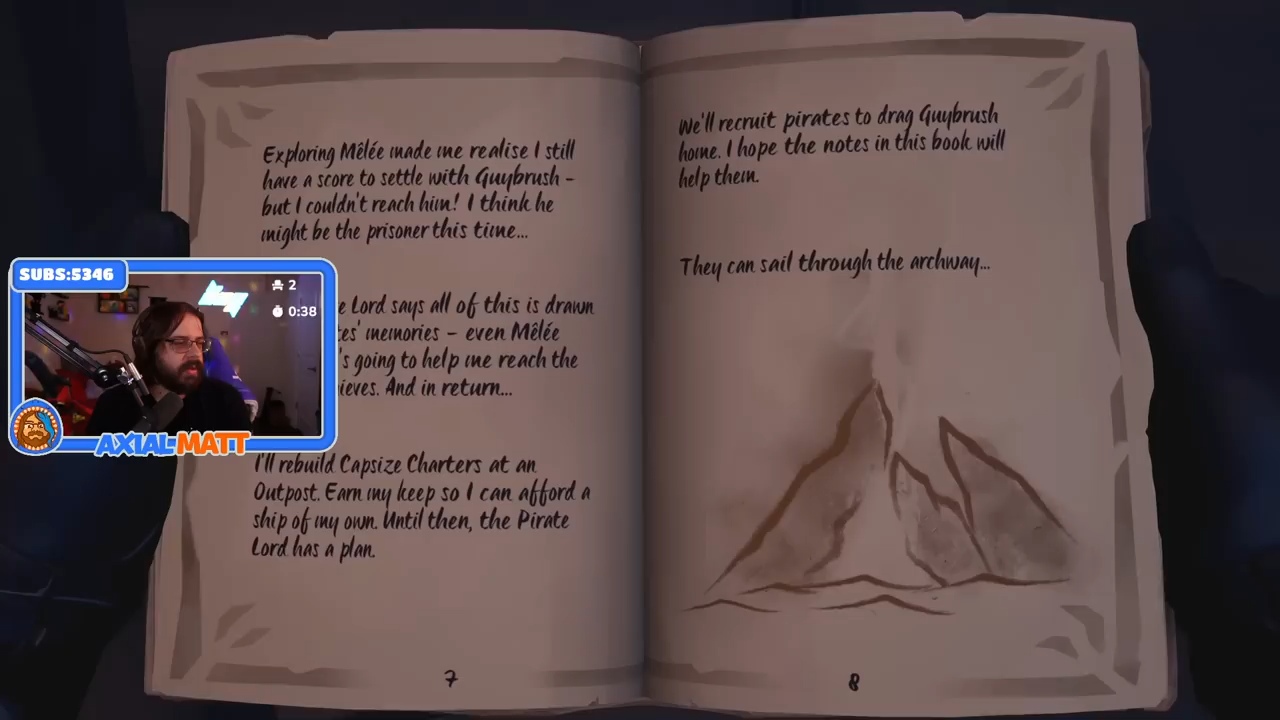 Exploring Mêlée made me realise I still
have a score to settle with Guybrush -
but I couldn't reach him! I think he
might be the prisoner this time...
Lord says all of this is drawn
memories - even Mêlée
going to help me reach the
And in return...
I'll rebuild Capsize Charters at an
Outpost. Earn my keep so I can afford a
ship of my own. Until then, the Pirate
Lord has a plan.
7
We'll recruit pirates to drag Guybrush
home. I hope the notes in this book will
help them.
They can sail through the archway...
8
SUBS:5346
2
0:38
AXIALMATT